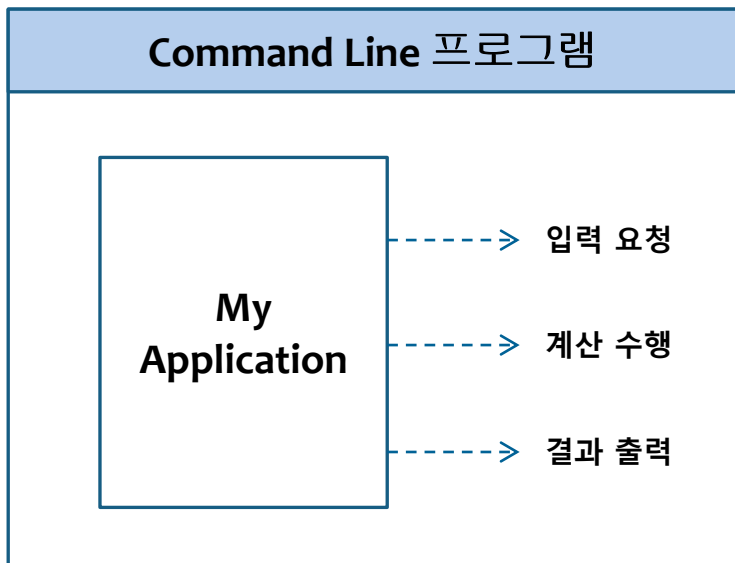 Command Line 프로그램
My
Application
입력 요청
계산 수행
결과 출력